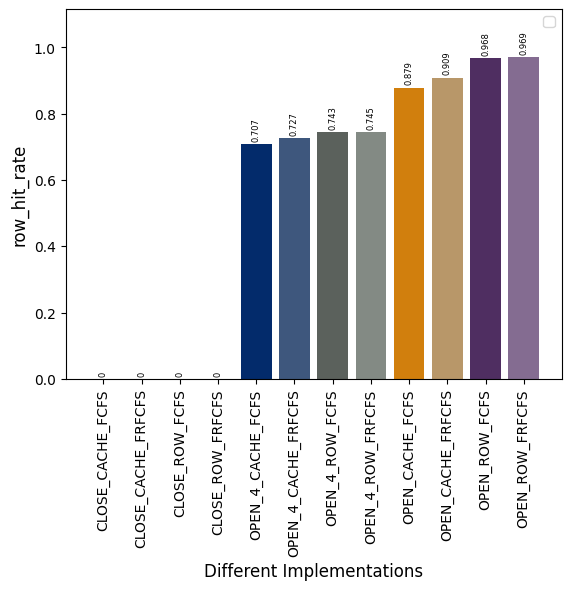 1.0
0.8
0.6
0.4
0.2
0.0
row_hit_rate
0
0
0
0
0.707
0.727
0.743
0.745
0.879
0.909
0.968
0.969
CLOSE_CACHE_FCFS
CLOSE_CACHE_FRFCFS
CLOSE_ROW_FCFS
CLOSE_ROW_FRFCFS
OPEN_4_CACHE_FCFS
OPEN_4_CACHE_FRFCFS
OPEN_4_ROW_FCFS
OPEN_4_ROW_FRFCFS
OPEN_CACHE_FCFS
OPEN_CACHE_FRFCFS
OPEN_ROW_FCFS
OPEN_ROW_FRFCFS
Different Implementations